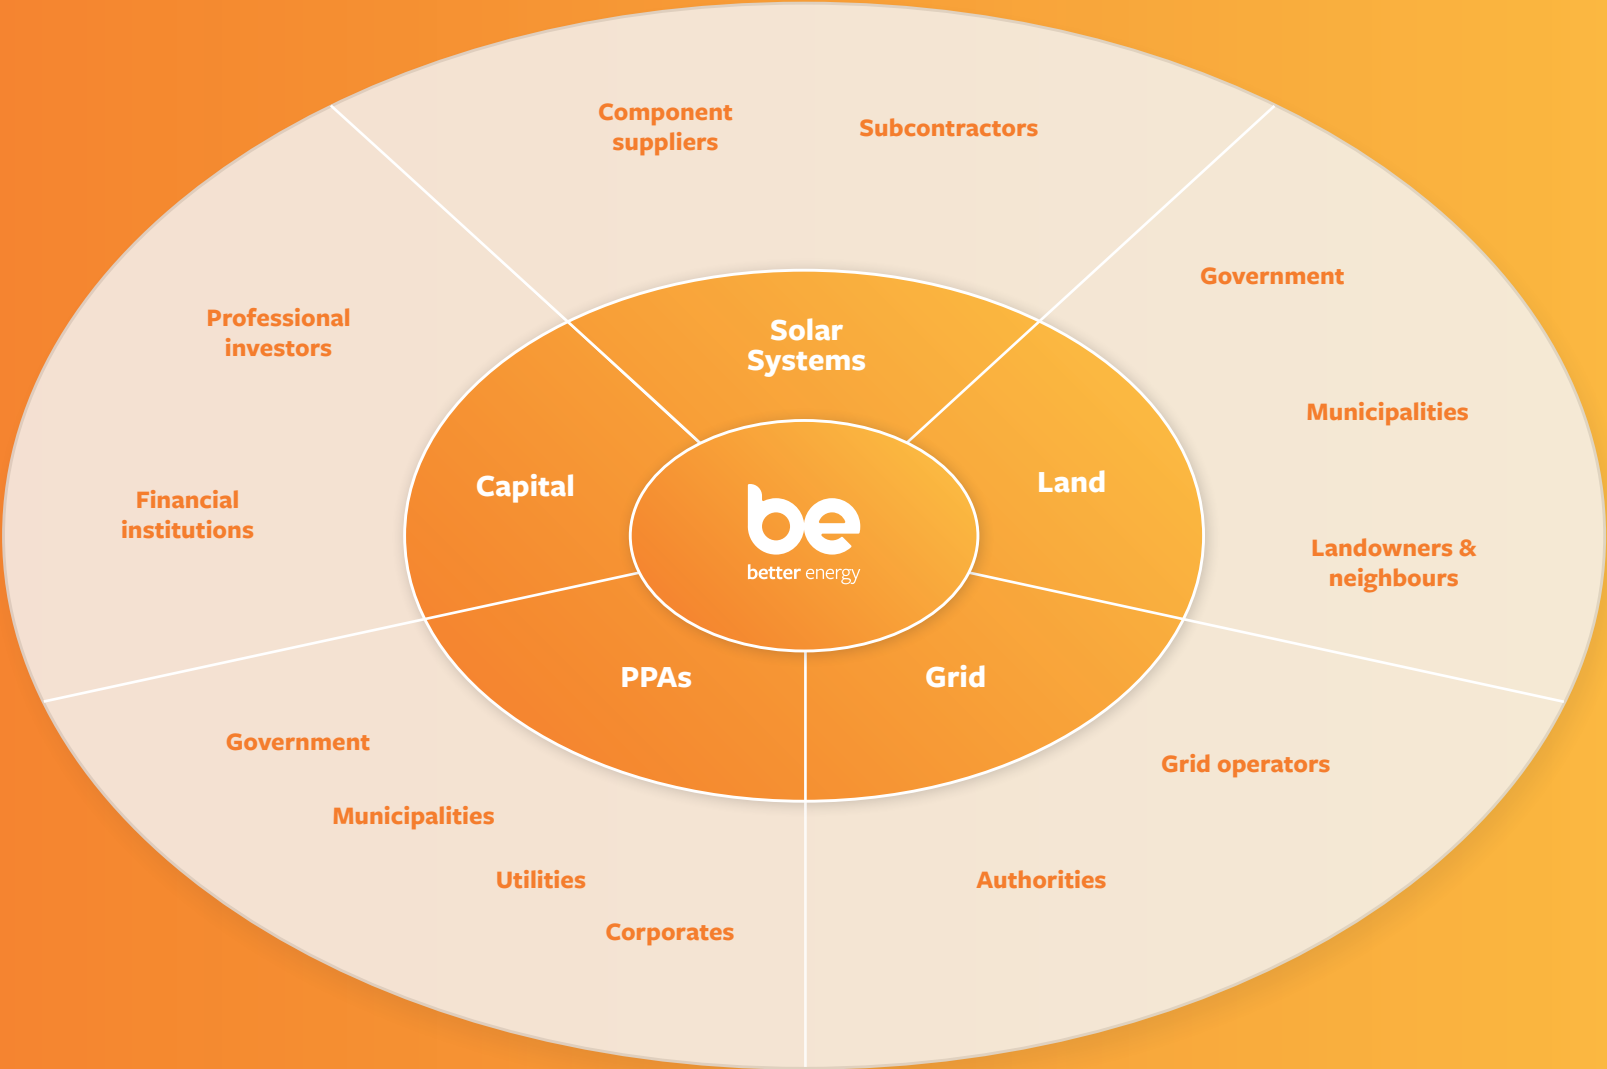 Component
suppliers
Subcontractors
Government
Municipalities
Landowners &
neighbours
Professional
investors
Financial
institutions
Solar
Systems
Capital
Land
be
better energy
PPAs
Grid
Government
Municipalities
Utilities
Corporates
Grid operators
Authorities